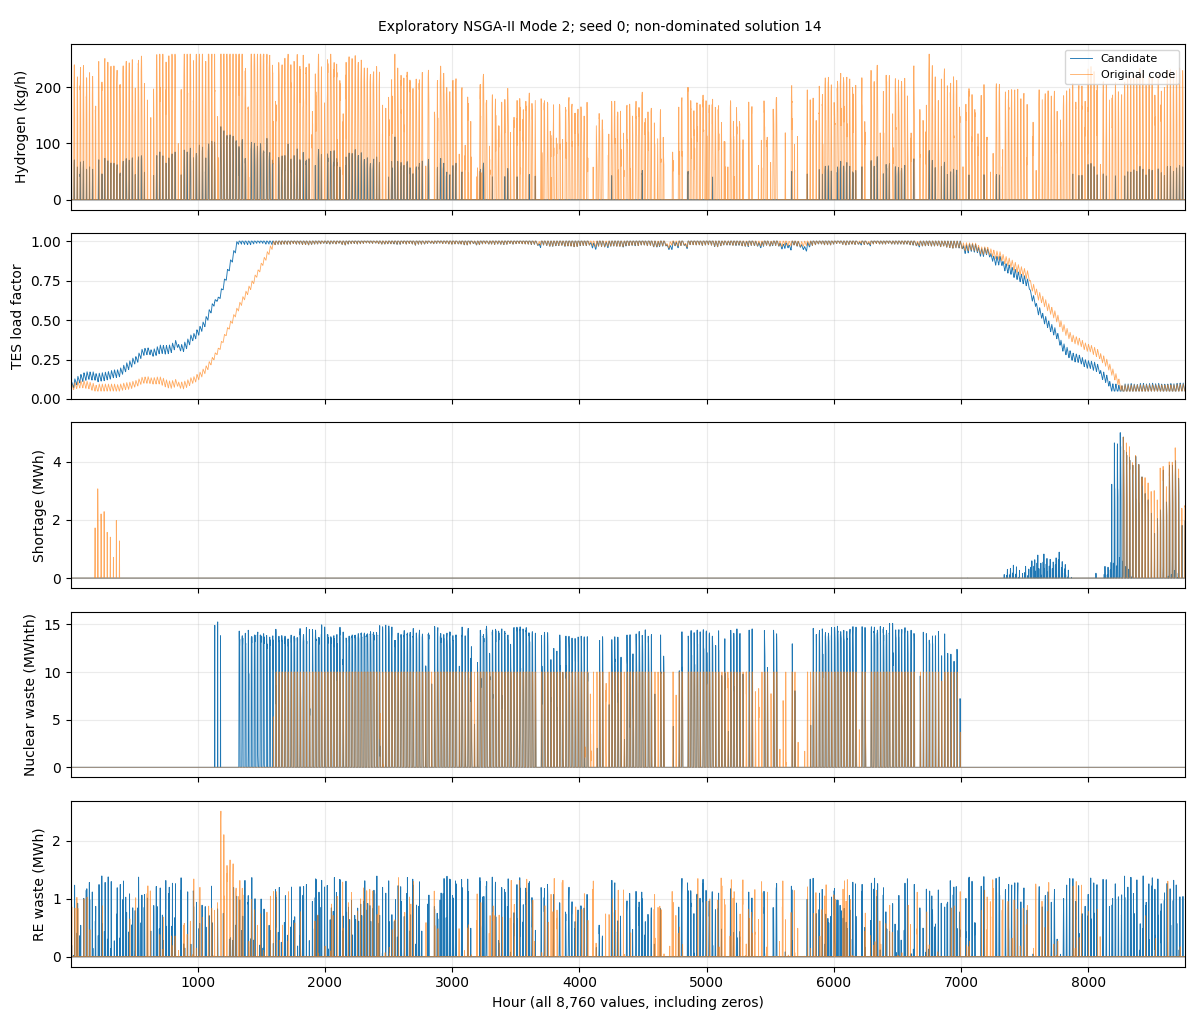 Exploratory NSGA-II Mode 2; seed 0; non-dominated solution 14
Hydrogen (kg/h)
200
100
0
Candidate
Original code
TES load factor
1.00
0.75
0.50
0.25
0.00
Shortage (MWh)
4
2
0
Nuclear waste (MWhth)
15
10
5
0
RE waste (MWh)
2
1
0
1000 2000 3000 4000 5000 6000 7000 8000
Hour (all 8,760 values, including zeros)